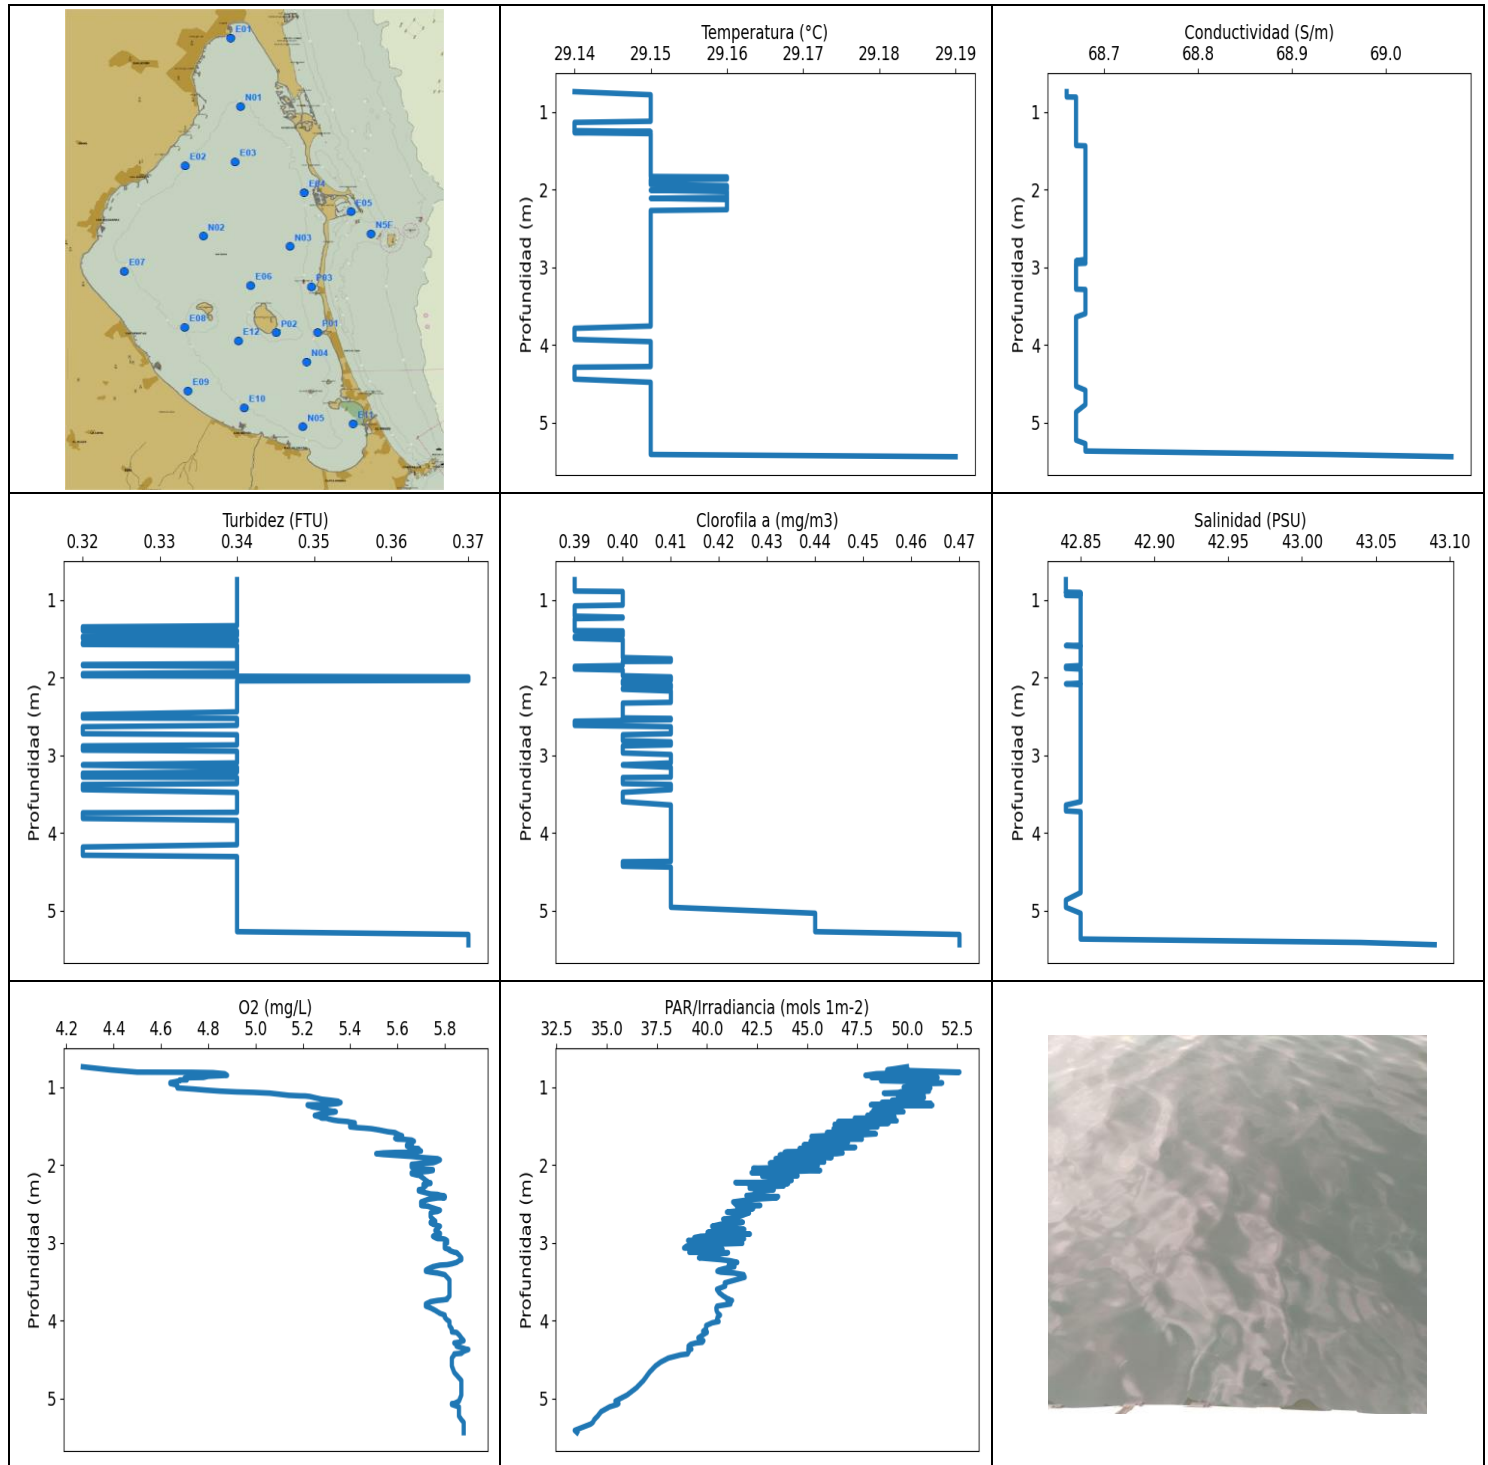 E01
N01
E02
E03
E04
E05
N5F
N02
N03
E07
E06
P03
E08
P02
P01
E12
N04
E09
E10
N05
E11
Temperatura (°C)
29.14 29.15 29.16 29.17 29.18 29.19
Profundidad (m)
1
2
3
4
5
Conductividad (S/m)
68.7 68.8 68.9 69.0
Profundidad (m)
1
2
3
4
5
Turbidez (FTU)
0.32 0.33 0.34 0.35 0.36 0.37
Profundidad (m)
1
2
3
4
5
Clorofila a (mg/m3)
0.39 0.40 0.41 0.42 0.43 0.44 0.45 0.46 0.47
Profundidad (m)
1
2
3
4
5
Salinidad (PSU)
42.85 42.90 42.95 43.00 43.05 43.10
Profundidad (m)
1
2
3
4
5
O2 (mg/L)
4.2 4.4 4.6 4.8 5.0 5.2 5.4 5.6 5.8
Profundidad (m)
1
2
3
4
5
PAR/Irradiancia (mols 1m-2)
32.5 35.0 37.5 40.0 42.5 45.0 47.5 50.0 52.5
Profundidad (m)
1
2
3
4
5